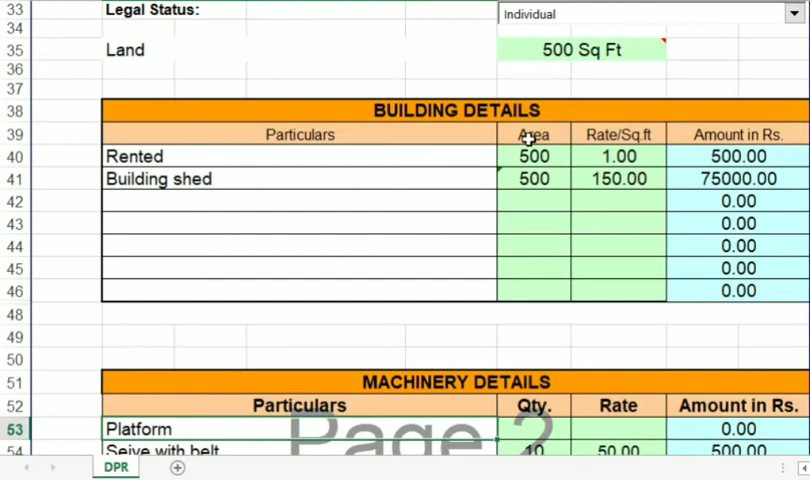 33 Legal Status: Individual
34
35 Land 500 Sq Ft
36
37
38 BUILDING DETAILS
39 Particulars Area Rate/Sq.ft Amount in Rs.
40 Rented 500 1.00 500.00
41 Building shed 500 150.00 75000.00
42 0.00
43 0.00
44 0.00
45 0.00
46 0.00
48
49
50
51 MACHINERY DETAILS
52 Particulars Qty. Rate Amount in Rs.
53 Platform 0.00
54 Seive with belt 10 50.00 500.00
Page 2
DPR